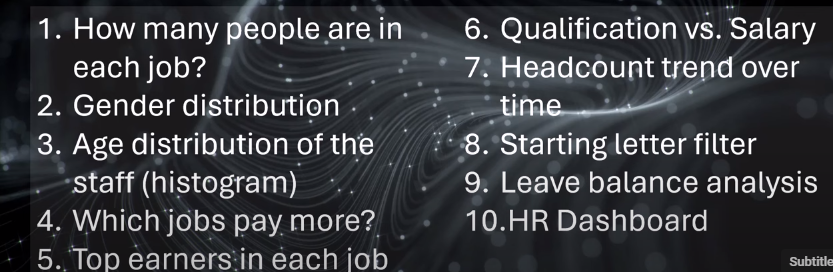 1. How many people are in
each job?
2. Gender distribution
3. Age distribution of the
staff (histogram)
4. Which jobs pay more?
5. Top earners in each job
6. Qualification vs. Salary
7. Headcount trend over
time
8. Starting letter filter
9. Leave balance analysis
10.HR Dashboard
Subtitle